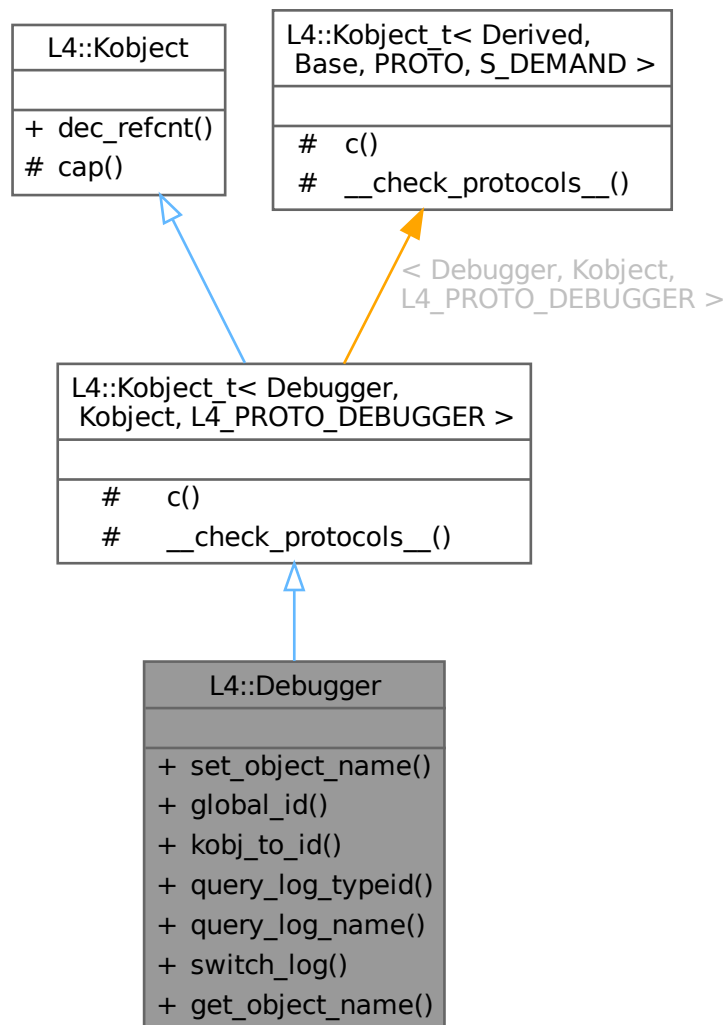 L4::Kobject
+ dec_refcnt()
# cap()
L4::Kobject_t< Derived,
Base, PROTO, S_DEMAND >
# c()
# __check_protocols__()
< Debugger, Kobject,
L4_PROTO_DEBUGGER >
L4::Kobject_t< Debugger,
Kobject, L4_PROTO_DEBUGGER >
# c()
# __check_protocols__()
L4::Debugger
+ set_object_name()
+ global_id()
+ kobj_to_id()
+ query_log_typeid()
+ query_log_name()
+ switch_log()
+ get_object_name()